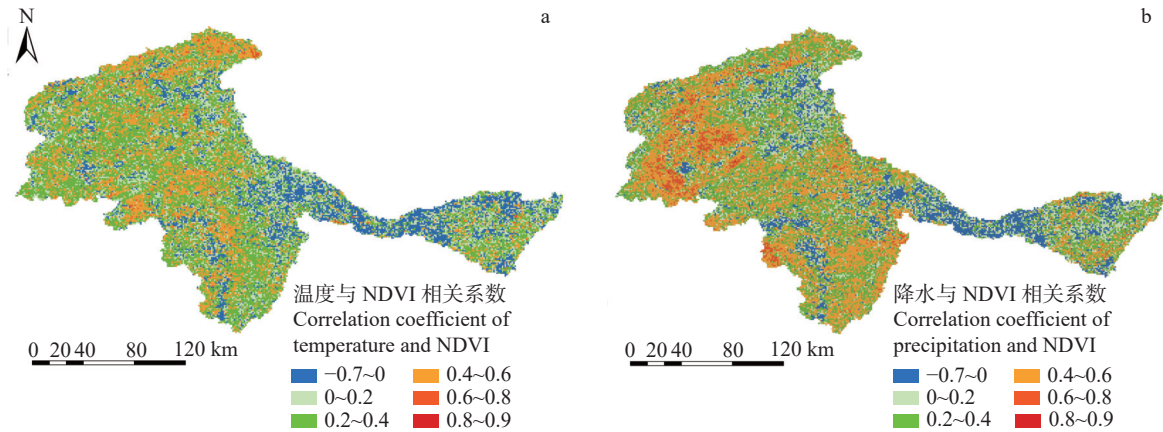 N
a
温度与 NDVI 相关系数
Correlation coefficient of
temperature and NDVI
0 20 40 80 120 km
−0.7~0 0.4~0.6
0~0.2 0.6~0.8
0.2~0.4 0.8~0.9
b
降水与 NDVI 相关系数
Correlation coefficient of
precipitation and NDVI
0 20 40 80 120 km
−0.7~0 0.4~0.6
0~0.2 0.6~0.8
0.2~0.4 0.8~0.9